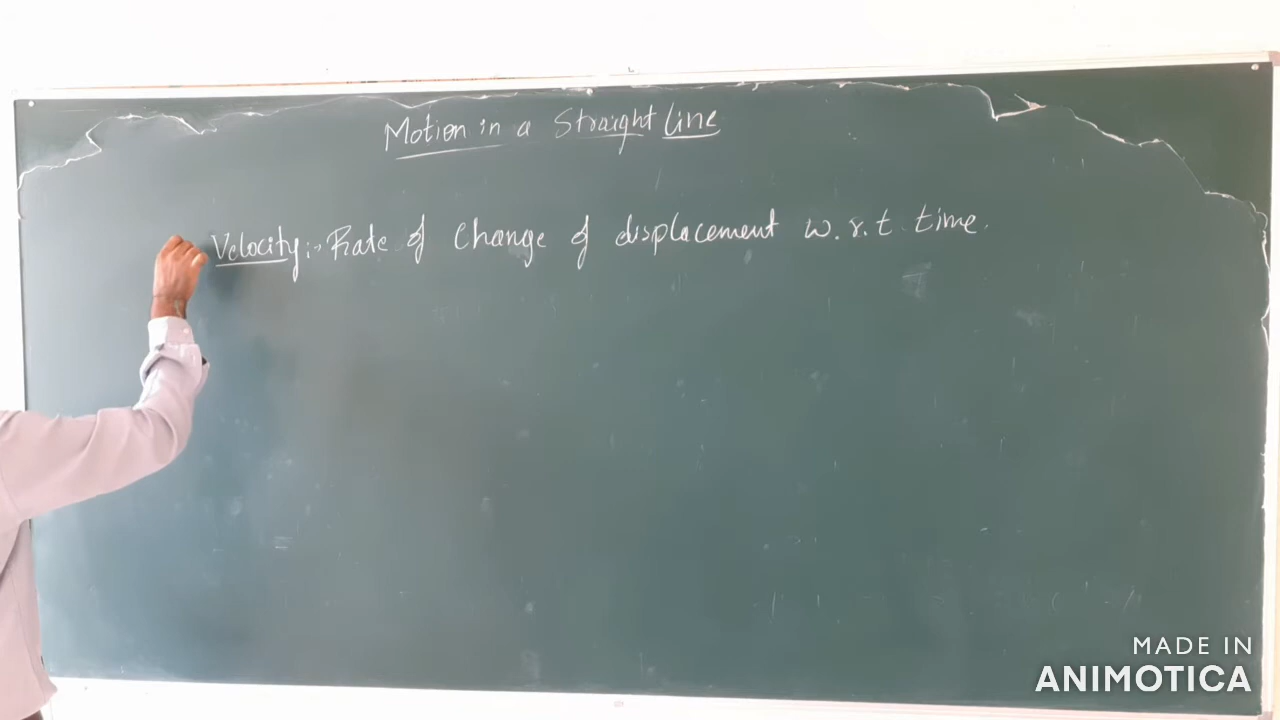 Motion in a Straight Line
Velocity:- Rate of Change of displacement w.r.t time.
MADE IN
ANIMOTICA